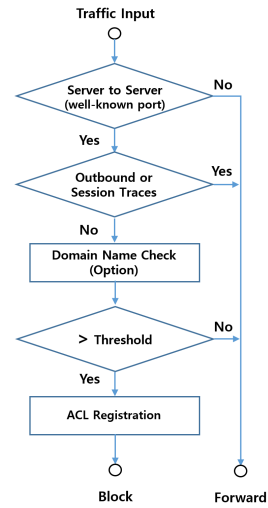 Traffic Input
Server to Server
(well-known port)
No
Yes
Outbound or
Session Traces
Yes
No
Domain Name Check
(Option)
> Threshold
No
Yes
ACL Registration
Block
Forward